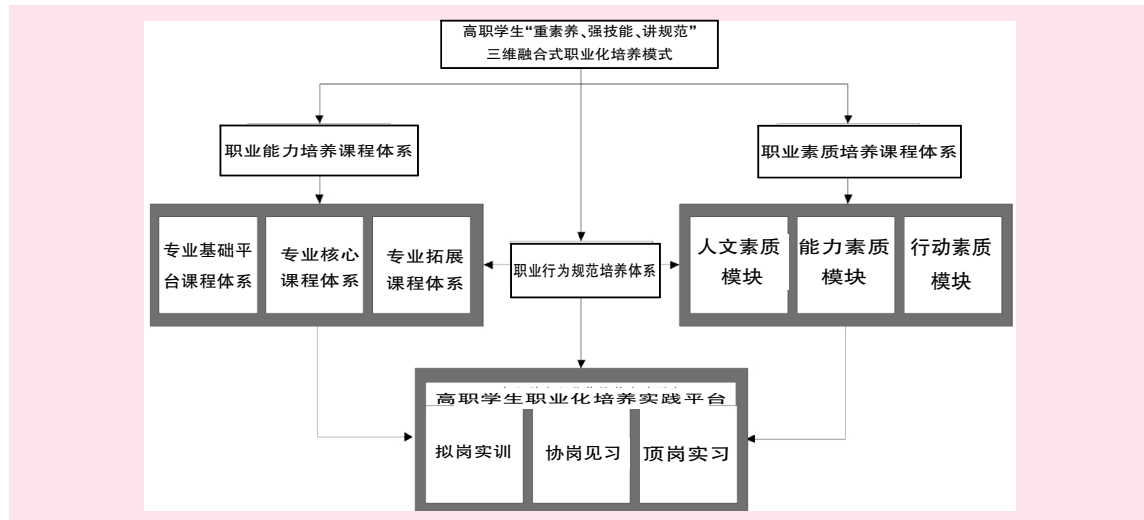 高职学生“重素养、强技能、讲规范”
三维融合式职业化培养模式
职业能力培养课程体系
职业素质培养课程体系
专业基础平
台课程体系
专业核心
课程体系
专业拓展
课程体系
职业行为规范培养体系
人文素质
模块
能力素质
模块
行动素质
模块
高职学生职业化培养实践平台
拟岗实训
协岗见习
顶岗实习